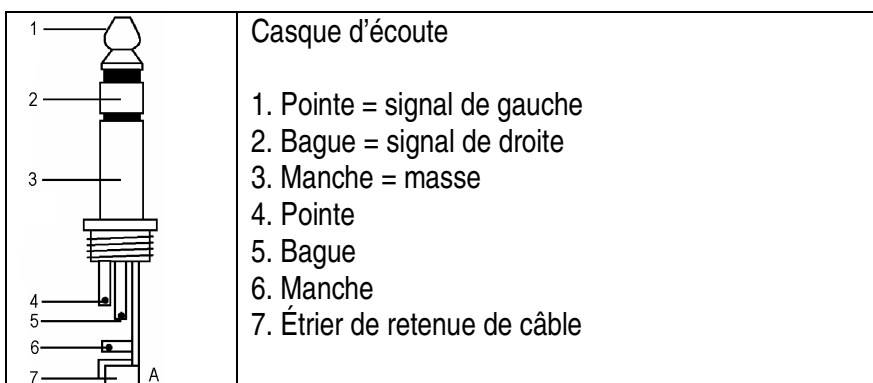 Casque d'écoute
1. Pointe = signal de gauche
2. Bague = signal de droite
3. Manche = masse
4. Pointe
5. Bague
6. Manche
7. Étrier de retenue de câble
1
2
3
4
5
6
7
A